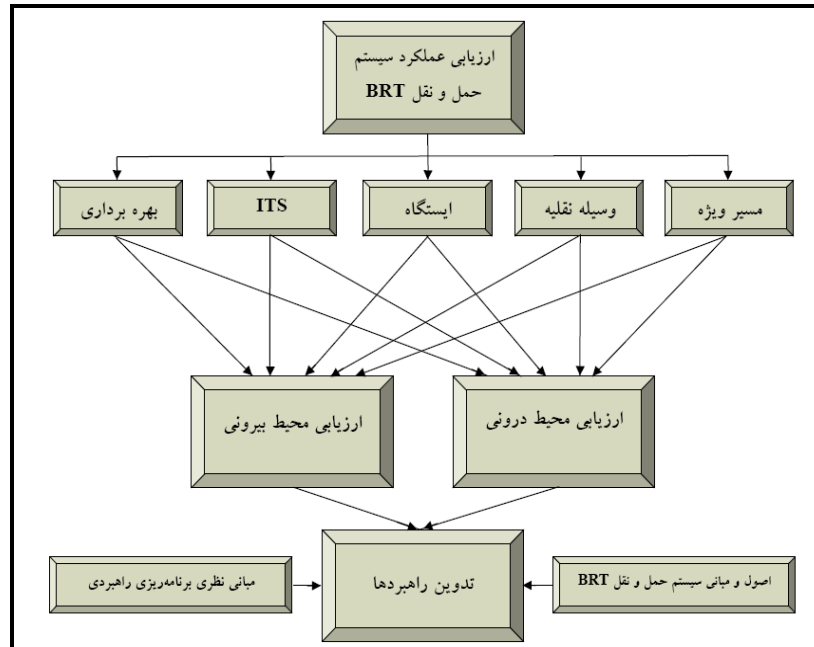 ارزیابی عملکرد سیستم
حمل و نقل BRT
مسیر ویژه
وسیله نقلیه
ایستگاه
ITS
بهره برداری
ارزیابی محیط درونی
ارزیابی محیط بیرونی
اصول و مبانی سیستم حمل و نقل BRT
تدوین راهبردها
مبانی نظری برنامه‌ریزی راهبردی